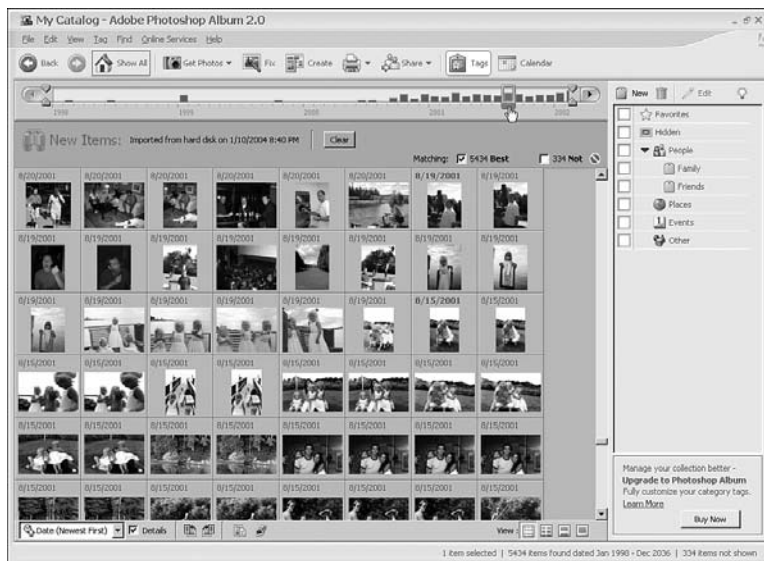 My Catalog - Adobe Photoshop Album 2.0
File Edit View Tag Find Online Services Help
Back Show All Get Photos Fix Create Share Tags Calendar
1998 1999 2000 2001 2002
New Items: Imported from hard disk on 1/10/2004 8:40 PM Clear
Matching: 5434 Best 334 Not
8/20/2001 8/20/2001 8/20/2001 8/20/2001 8/20/2001 8/20/2001 8/19/2001 8/19/2001
8/19/2001 8/19/2001 8/19/2001 8/19/2001 8/19/2001 8/19/2001 8/19/2001 8/19/2001
8/19/2001 8/19/2001 8/19/2001 8/19/2001 8/19/2001 8/19/2001 8/15/2001 8/15/2001
8/15/2001 8/15/2001 8/15/2001 8/15/2001 8/15/2001 8/15/2001 8/15/2001 8/15/2001
8/15/2001 8/15/2001 8/15/2001 8/15/2001 8/15/2001 8/15/2001 8/15/2001 8/15/2001
8/15/2001 8/15/2001 8/15/2001 8/15/2001 8/15/2001 8/15/2001 8/15/2001 8/15/2001
Date (Newest First) Details View :
New Edit
Favorites
Hidden
People
Family
Friends
Places
Events
Other
Manage your collection better -
Upgrade to Photoshop Album
Fully customize your category tags.
Learn More
Buy Now
1 item selected | 5434 items found dated Jan 1998 - Dec 2036 | 334 items not shown